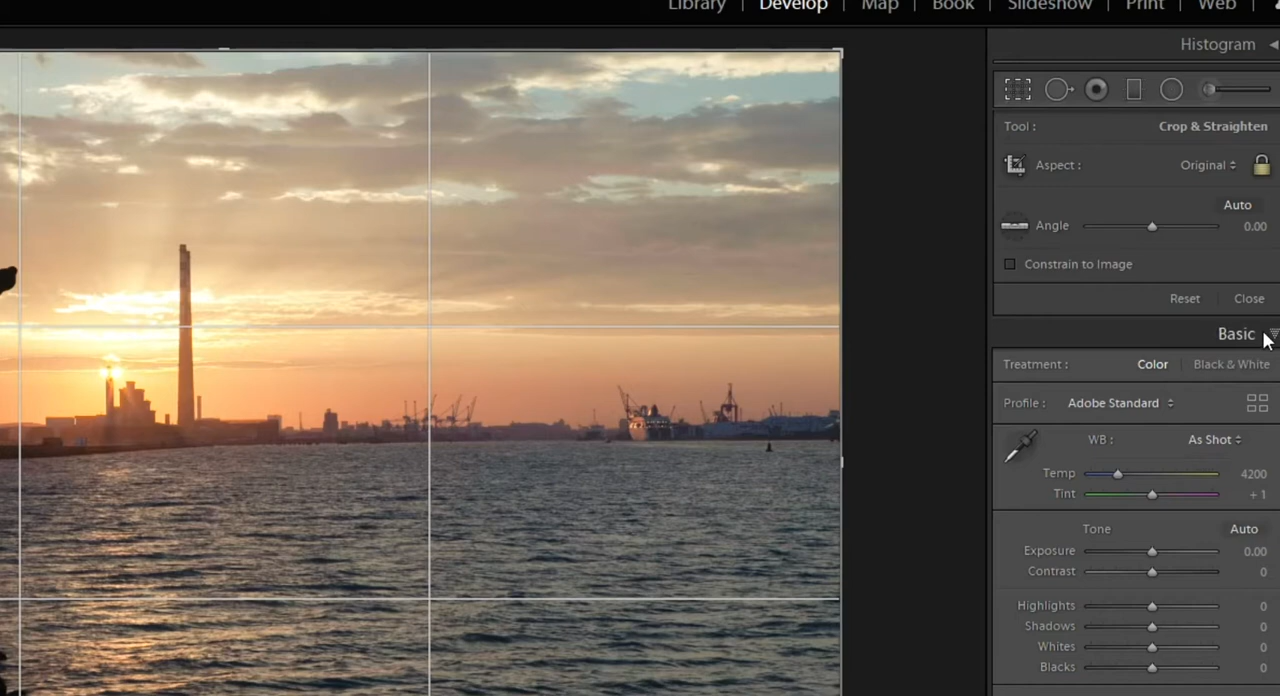 Library | Develop | Map | Book | Slideshow | Print | Web |
Histogram
Tool : Crop & Straighten
Aspect : Original
Auto
Angle 0.00
Constrain to Image
Reset Close
Basic
Treatment : Color Black & White
Profile : Adobe Standard
WB : As Shot
Temp 4200
Tint + 1
Tone Auto
Exposure 0.00
Contrast 0
Highlights 0
Shadows 0
Whites 0
Blacks 0